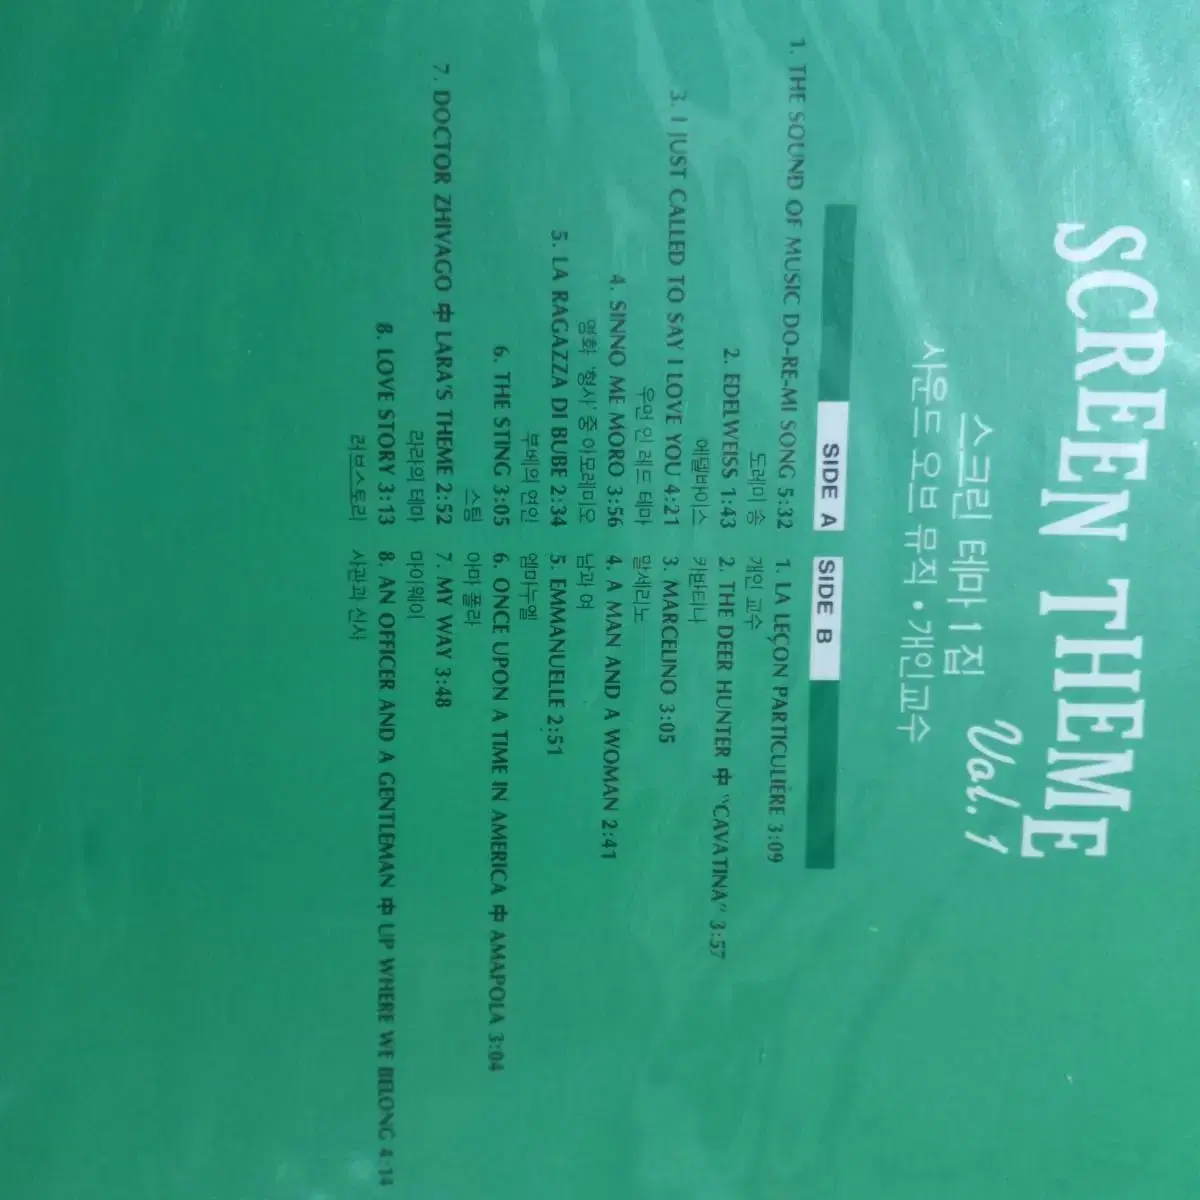 SCREEN THEME
Vol.1
스크린 테마 1 집
사운드 오브 뮤직 • 개인교수
SIDE A
1. THE SOUND OF MUSIC DO-RE-MI SONG 5:32
도레미 송
2. EDELWEISS 1:43
에델바이스
3. I JUST CALLED TO SAY I LOVE YOU 4:21
우먼 인 레드 테마
4. SINNO ME MORO 3:56
영화 '형사' 중 아모레미오
5. LA RAGAZZA DI BUBE 2:34
부베의 연인
6. THE STING 3:05
스팅
7. DOCTOR ZHIVAGO 中 LARA'S THEME 2:52
라라의 테마
8. LOVE STORY 3:13
러브스토리
SIDE B
1. LA LEÇON PARTICULIÈRE 3:09
개인 교수
2. THE DEER HUNTER 中 "CAVATINA" 3:57
카바티나
3. MARCELINO 3:05
말세리노
4. A MAN AND A WOMAN 2:41
남과 여
5. EMMANUELLE 2:51
엠마누엘
6. ONCE UPON A TIME IN AMERICA 中 AMAPOLA 3:04
아마 폴라
7. MY WAY 3:48
마이웨이
8. AN OFFICER AND A GENTLEMAN 中 UP WHERE WE BELONG 4:14
사관과 신사